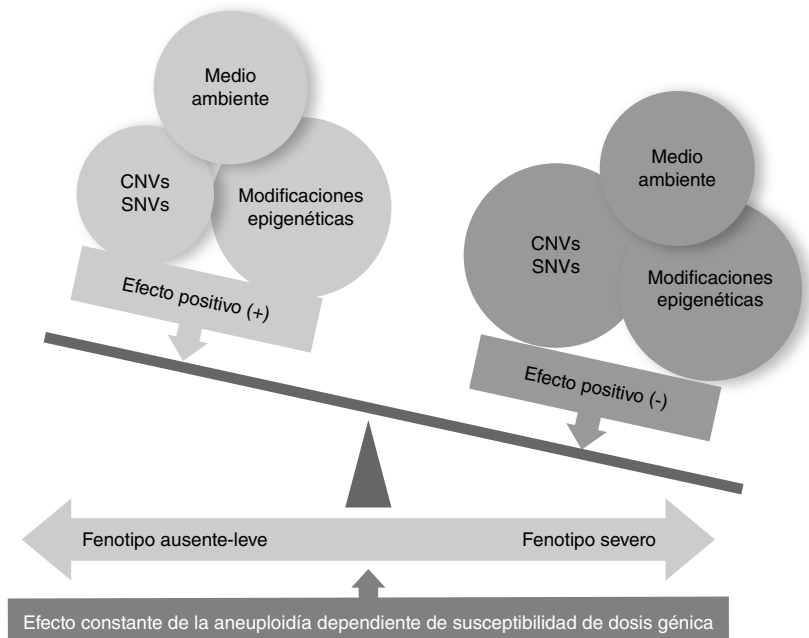 Medio
ambiente
CNVs
SNVs
Modificaciones
epigenéticas
Efecto positivo (+)
Medio
ambiente
CNVs
SNVs
Modificaciones
epigenéticas
Efecto positivo (-)
Fenotipo ausente-leve
Fenotipo severo
Efecto constante de la aneuploidía dependiente de susceptibilidad de dosis génica